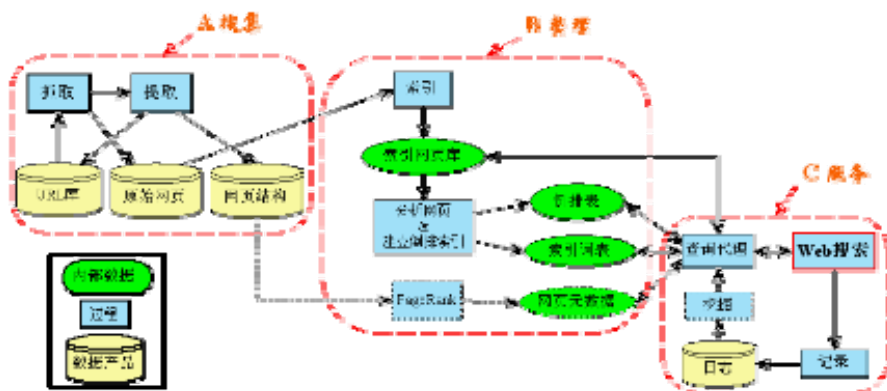 A 搜集
B 整理
C 服务
抓取
提取
URL库
原始网页
网页结构
索引
索引网页库
分析网页
建立倒排索引
倒排表
索引词表
PageRank
网页元数据
查询代理
Web搜索
挖掘
日志
记录
内部数据
过程
数据产品